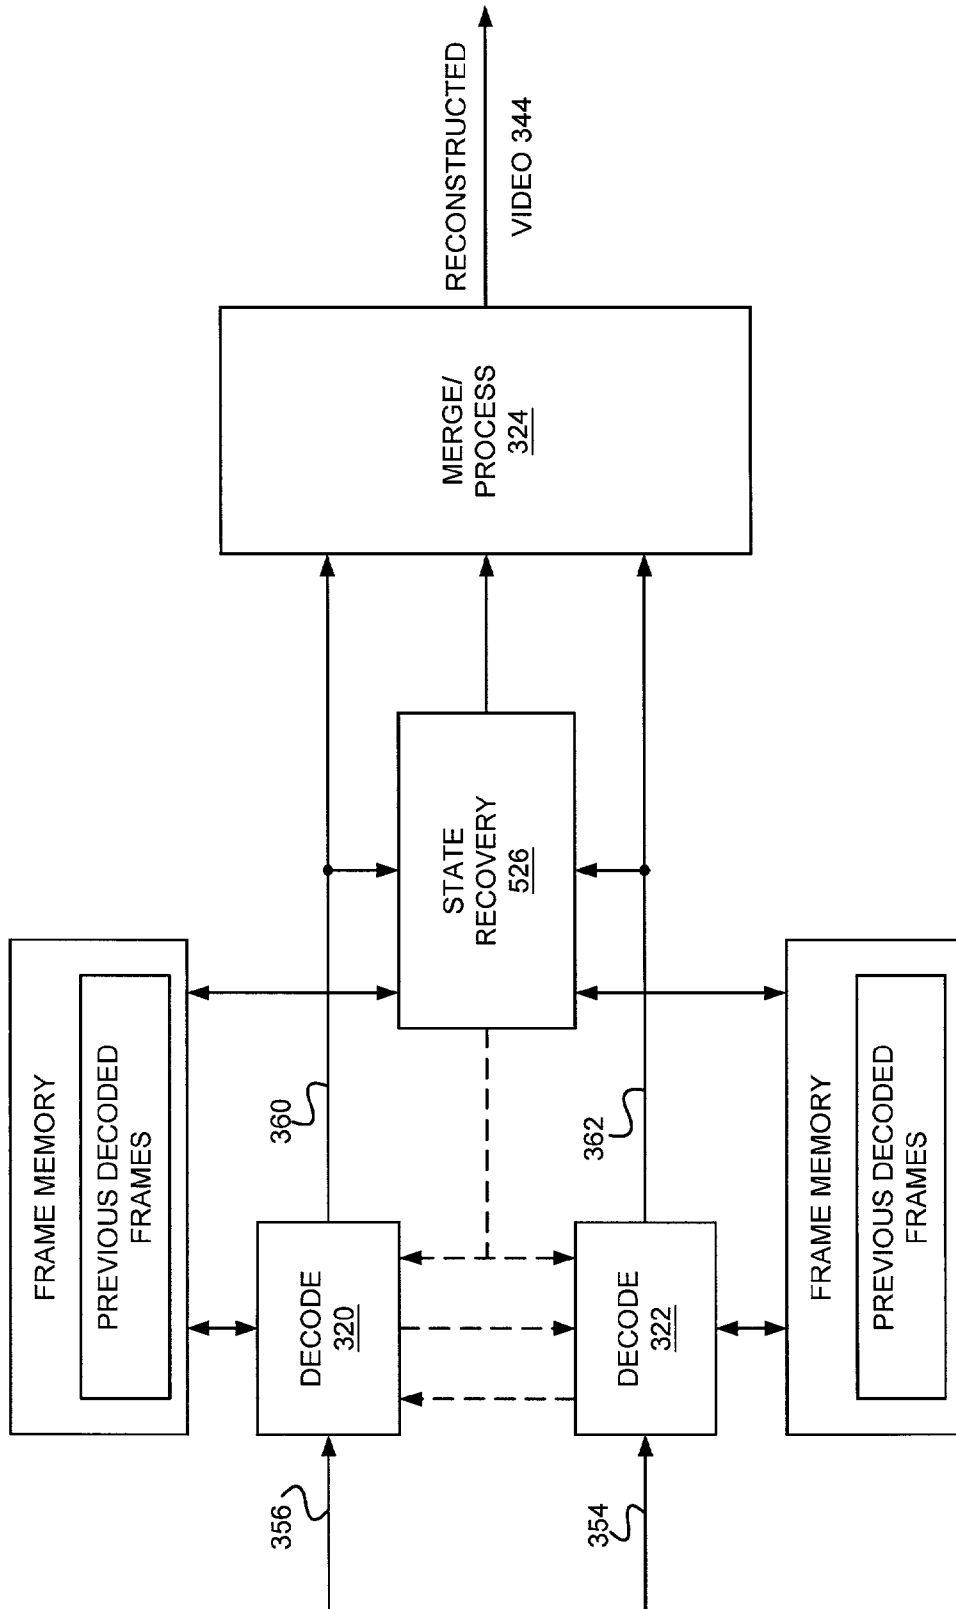 FRAME MEMORY
PREVIOUS DECODED
FRAMES
356
DECODE
320
360
STATE
RECOVERY
526
MERGE/
PROCESS
324
RECONSTRUCTED
VIDEO 344
354
DECODE
322
362
FRAME MEMORY
PREVIOUS DECODED
FRAMES